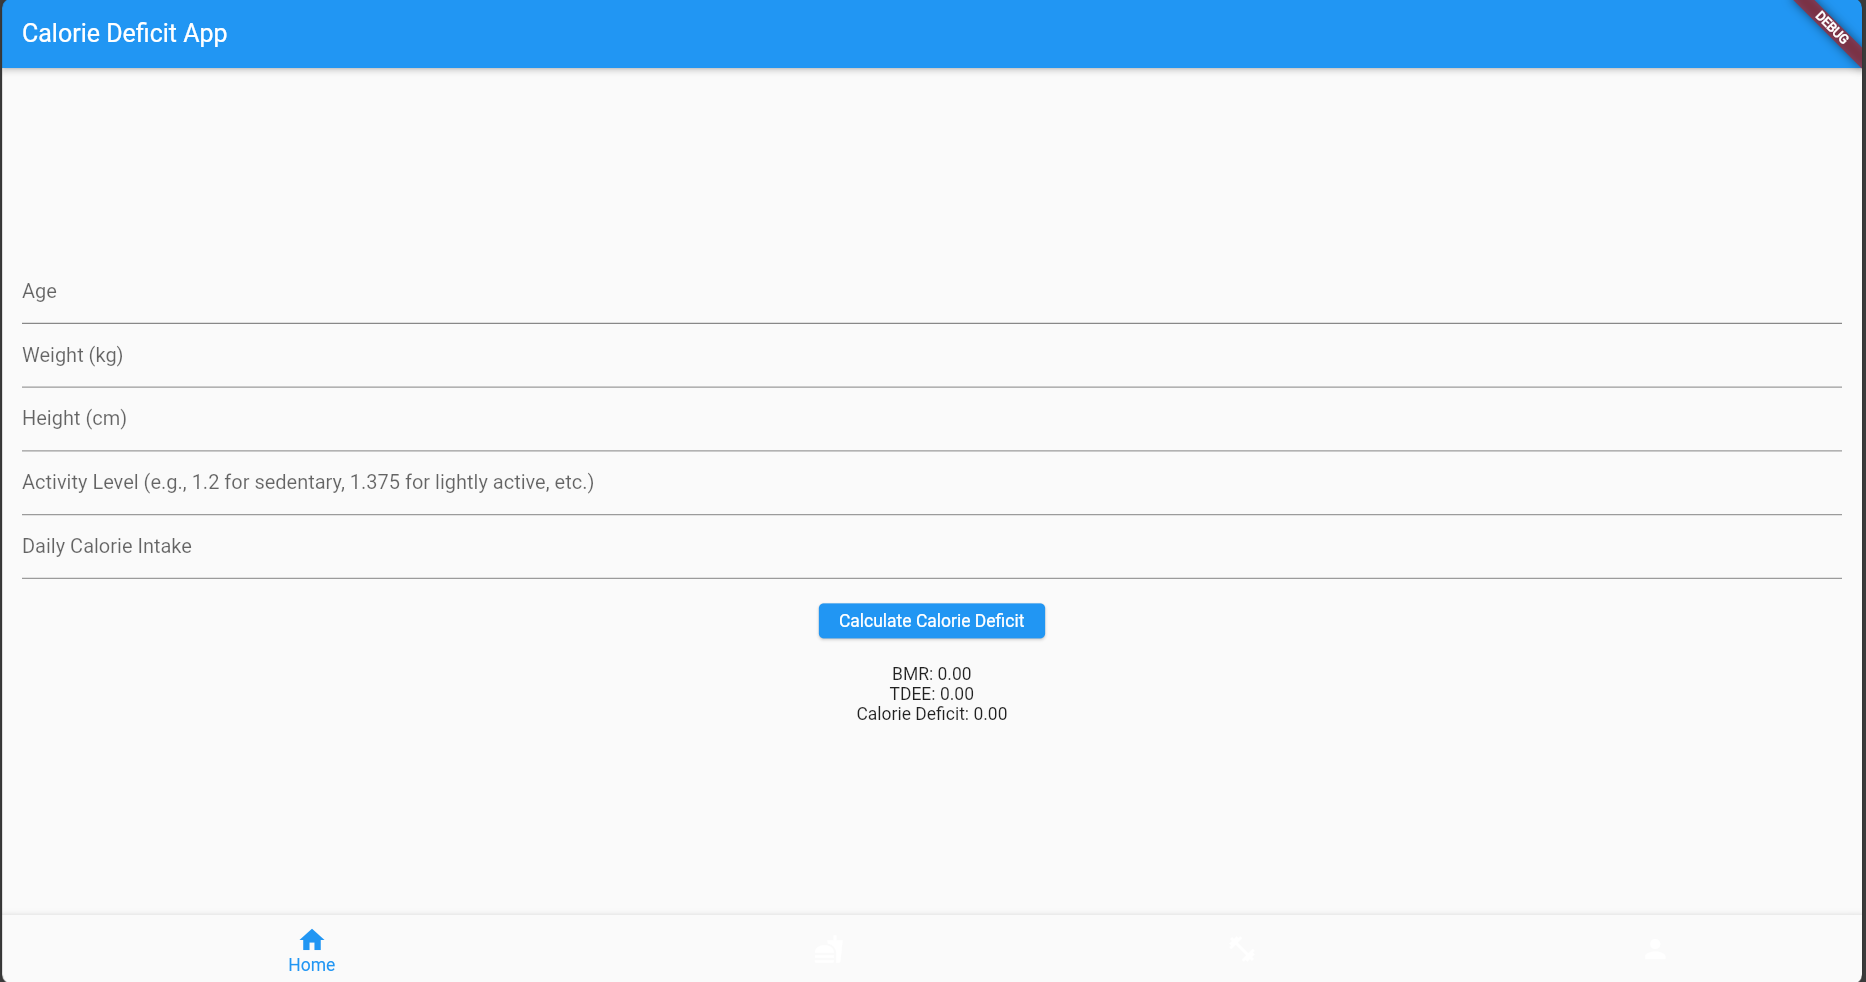 Calorie Deficit App
DEBUG
Age
Weight (kg)
Height (cm)
Activity Level (e.g., 1.2 for sedentary, 1.375 for lightly active, etc.)
Daily Calorie Intake
Calculate Calorie Deficit
BMR: 0.00
TDEE: 0.00
Calorie Deficit: 0.00
Home